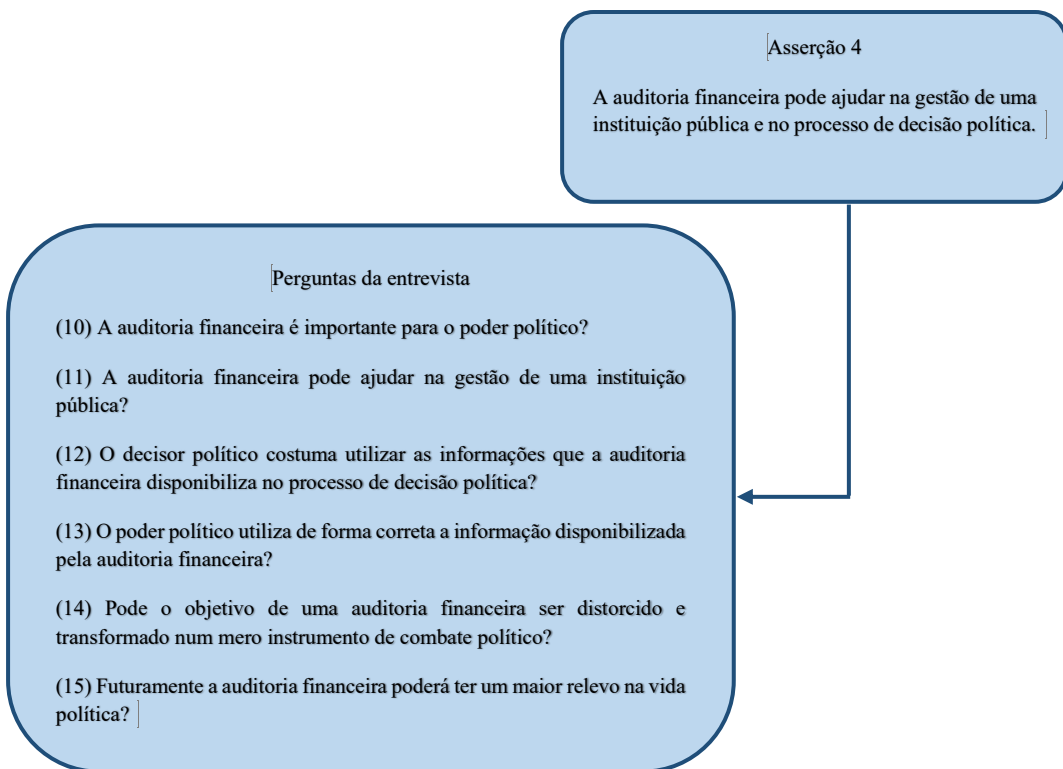 Asserção 4
A auditoria financeira pode ajudar na gestão de uma
instituição pública e no processo de decisão política.
Perguntas da entrevista
(10) A auditoria financeira é importante para o poder político?
(11) A auditoria financeira pode ajudar na gestão de uma instituição
pública?
(12) O decisor político costuma utilizar as informações que a auditoria
financeira disponibiliza no processo de decisão política?
(13) O poder político utiliza de forma correta a informação disponibilizada
pela auditoria financeira?
(14) Pode o objetivo de uma auditoria financeira ser distorcido e
transformado num mero instrumento de combate político?
(15) Futuramente a auditoria financeira poderá ter um maior relevo na vida
política?